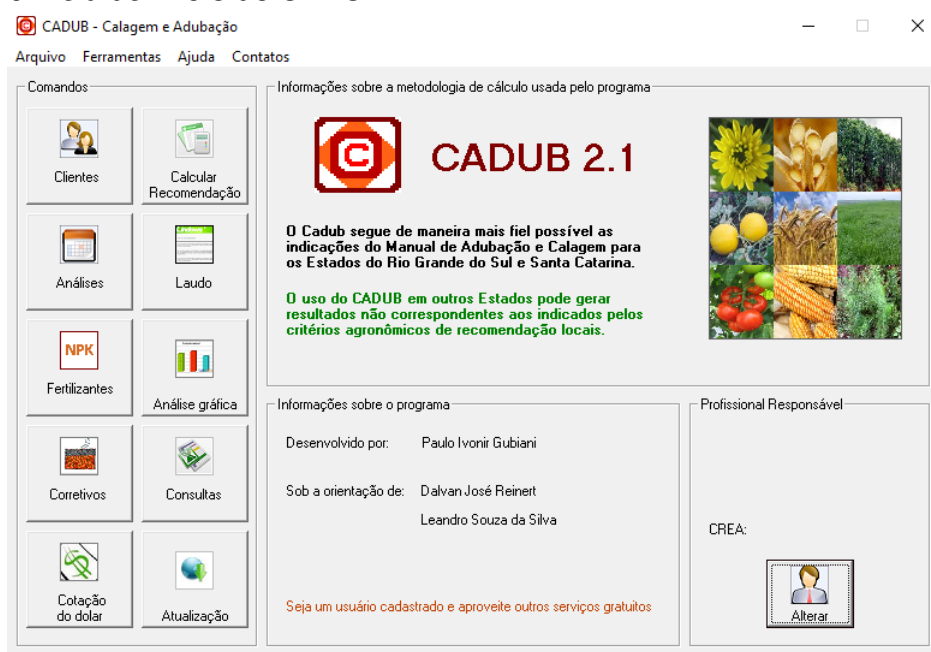 CADUB - Calagem e Adubação
Arquivo Ferramentas Ajuda Contatos
Comandos
Clientes
Calcular
Recomendação
Análises
Laudo
NPK
Fertilizantes
Análise gráfica
Corretivos
Consultas
Cotação
do dolar
Atualização
Informações sobre a metodologia de cálculo usada pelo programa
C
CADUB 2.1
O Cadub segue de maneira mais fiel possível as
indicações do Manual de Adubação e Calagem para
os Estados do Rio Grande do Sul e Santa Catarina.
O uso do CADUB em outros Estados pode gerar
resultados não correspondentes aos indicados pelos
critérios agronômicos de recomendação locais.
Informações sobre o programa
Desenvolvido por: Paulo Ivonir Gubiani
Sob a orientação de: Dalvan José Reinert
Leandro Souza da Silva
Seja um usuário cadastrado e aproveite outros serviços gratuitos
Profissional Responsável
CREA:
Alterar